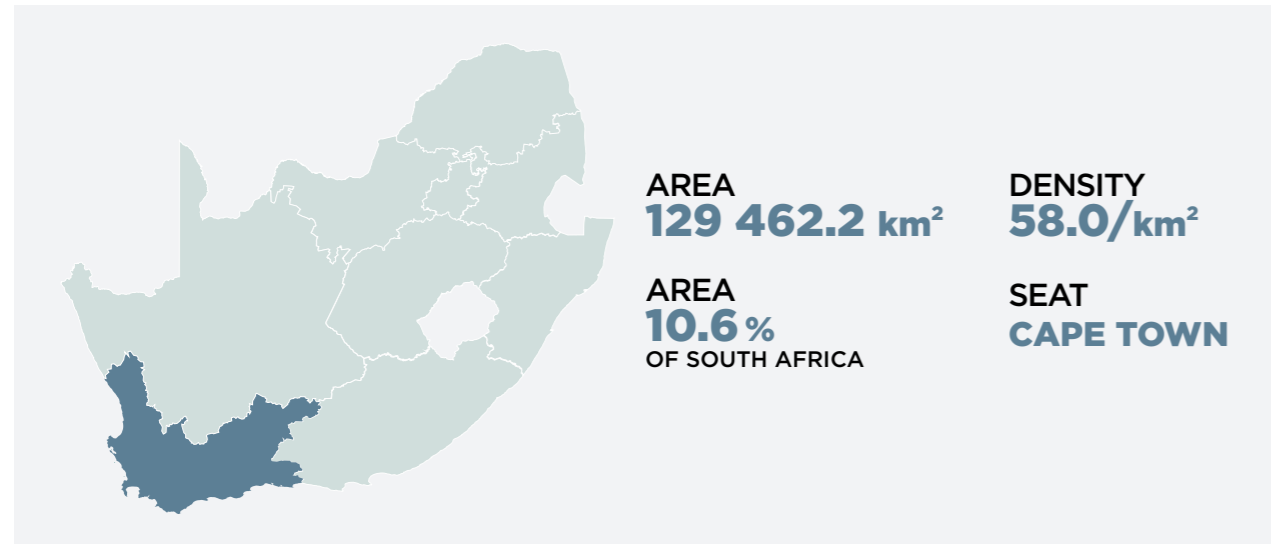 AREA
129 462.2 km²
DENSITY
58.0/km²
AREA
10.6 %
OF SOUTH AFRICA
SEAT
CAPE TOWN